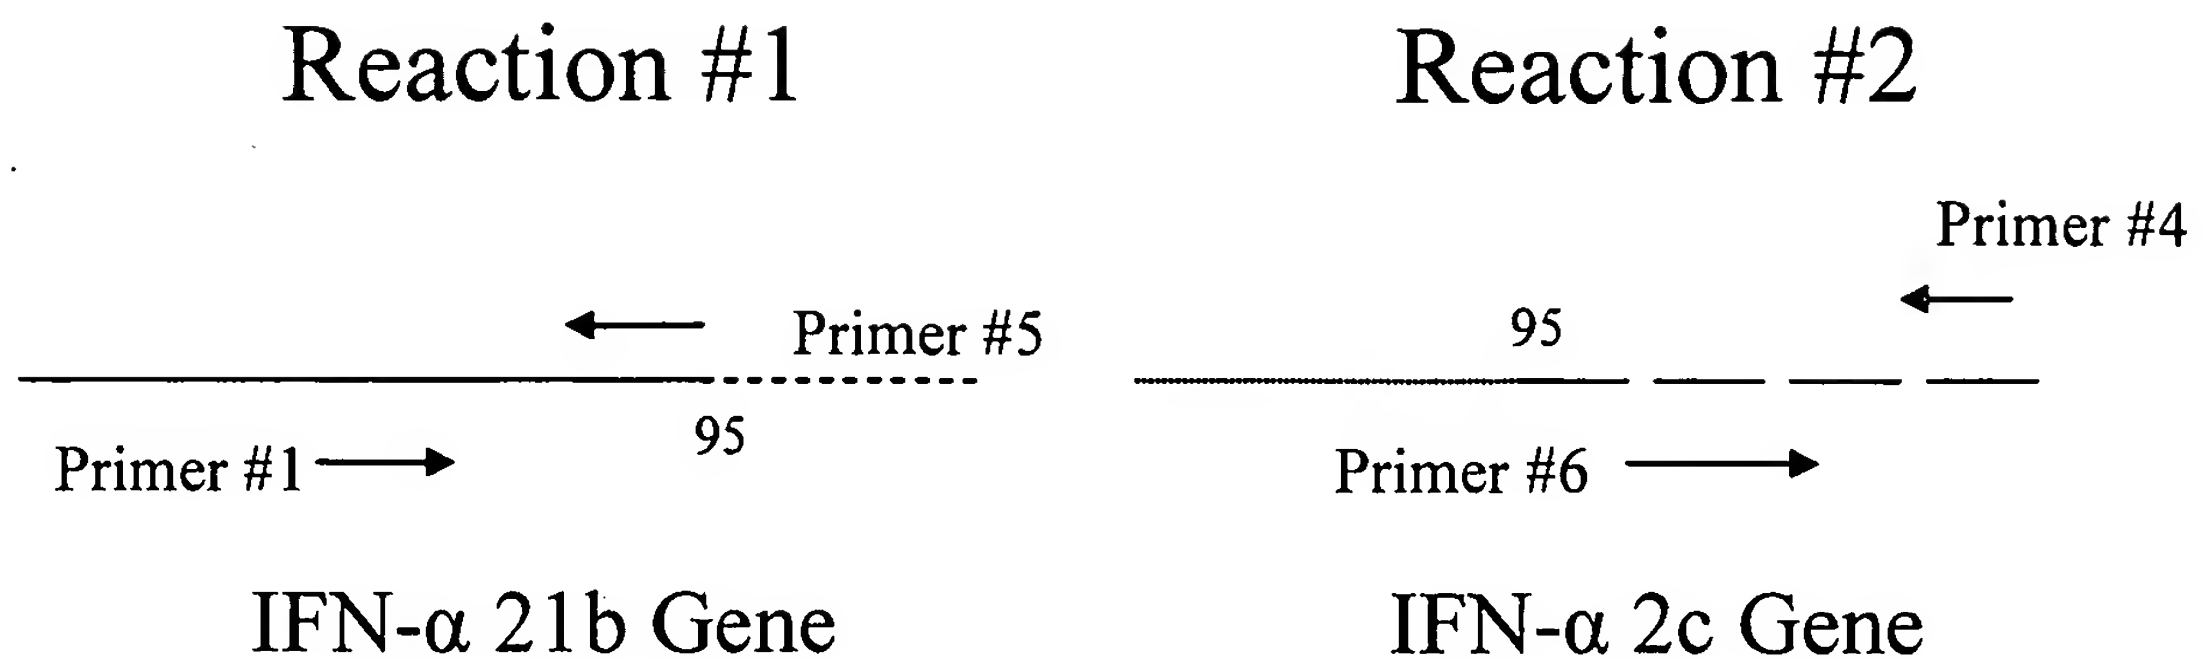 Reaction #1
Reaction #2
Primer #4
Primer #5
95
95
Primer #1
Primer #6
IFN-α 21b Gene
IFN-α 2c Gene